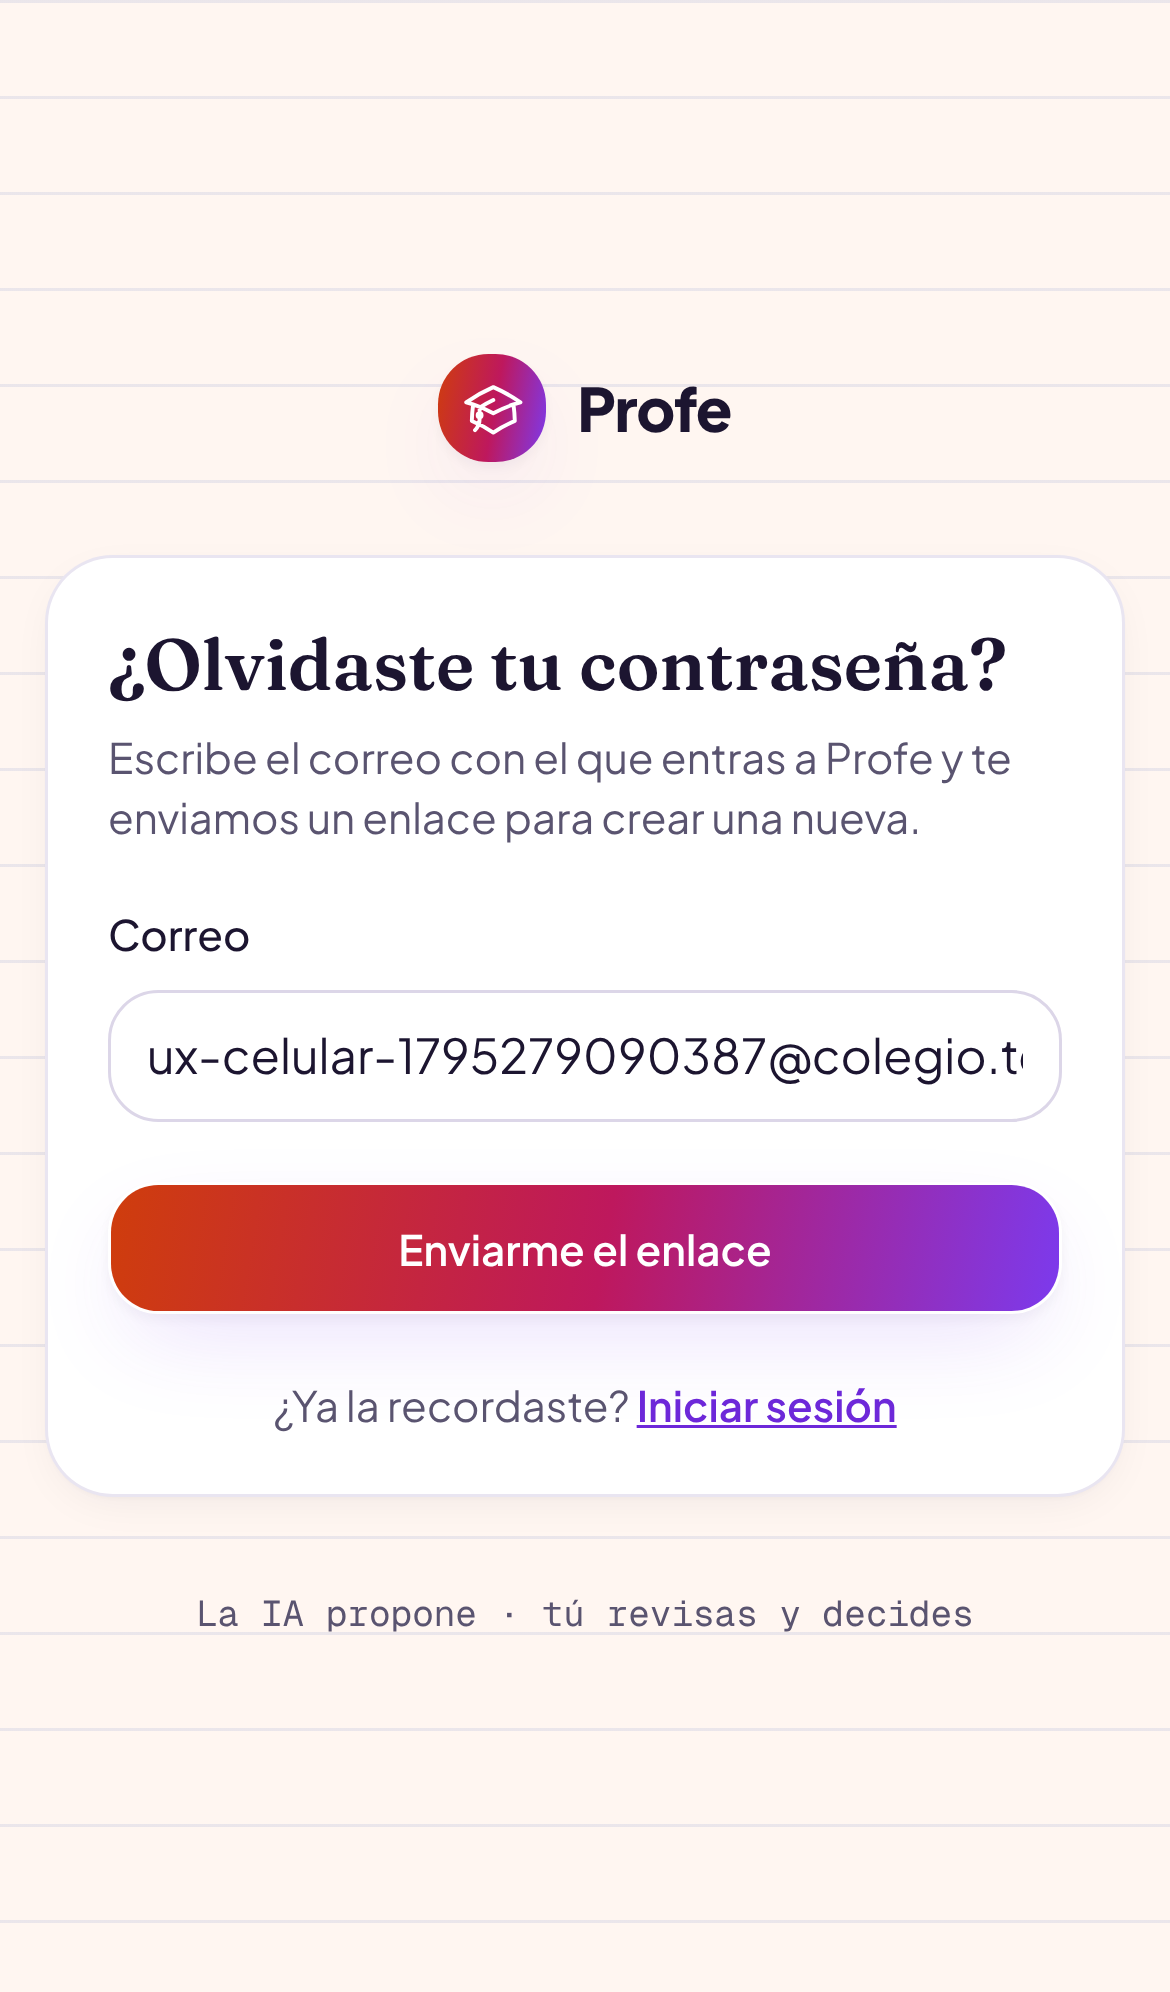 Profe
¿Olvidaste tu contraseña?
Escribe el correo con el que entras a Profe y te
enviamos un enlace para crear una nueva.
Correo
ux-celular-1795279090387@colegio.t
Enviarme el enlace
¿Ya la recordaste? Iniciar sesión
La IA propone · tú revisas y decides